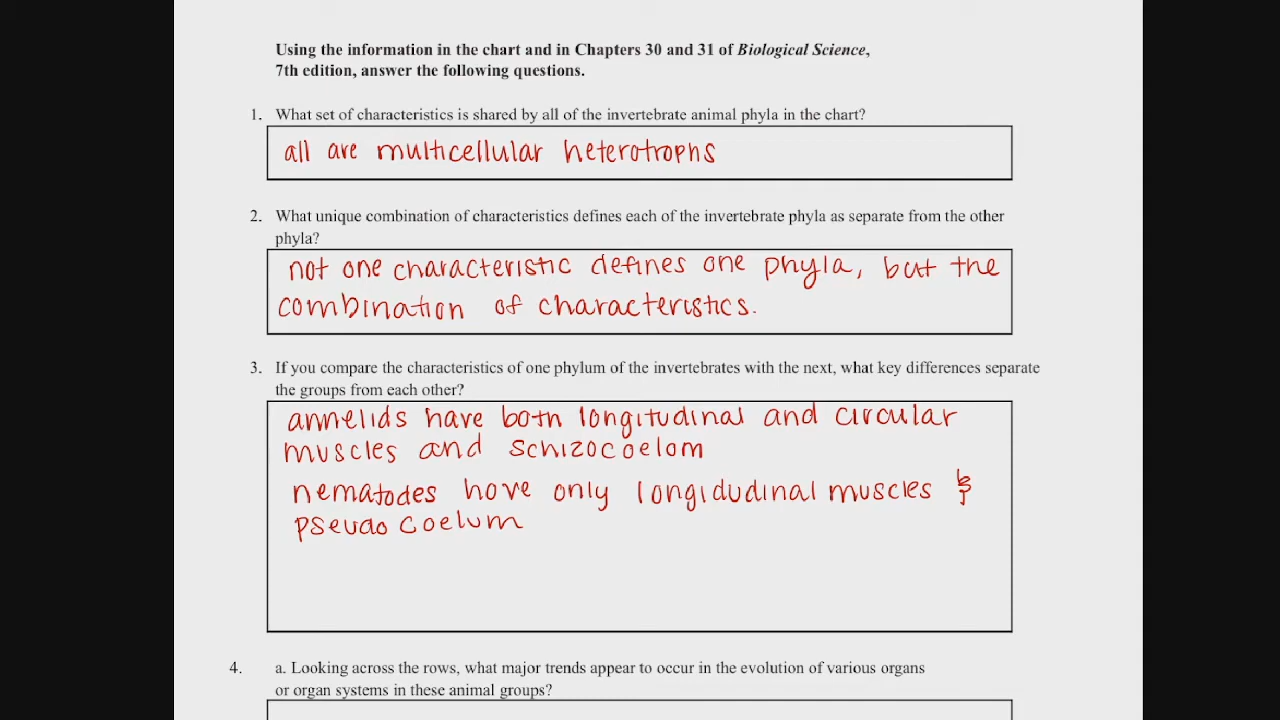 Using the information in the chart and in Chapters 30 and 31 of Biological Science,
7th edition, answer the following questions.
1. What set of characteristics is shared by all of the invertebrate animal phyla in the chart?
all are multicellular heterotrophs
2. What unique combination of characteristics defines each of the invertebrate phyla as separate from the other
phyla?
not one characteristic defines one phyla, but the
combination of characteristics.
3. If you compare the characteristics of one phylum of the invertebrates with the next, what key differences separate
the groups from each other?
annelids have both longitudinal and circular
muscles and schizocoelom
nematodes have only longidudinal muscles &
pseudocoelum
4. a. Looking across the rows, what major trends appear to occur in the evolution of various organs
or organ systems in these animal groups?